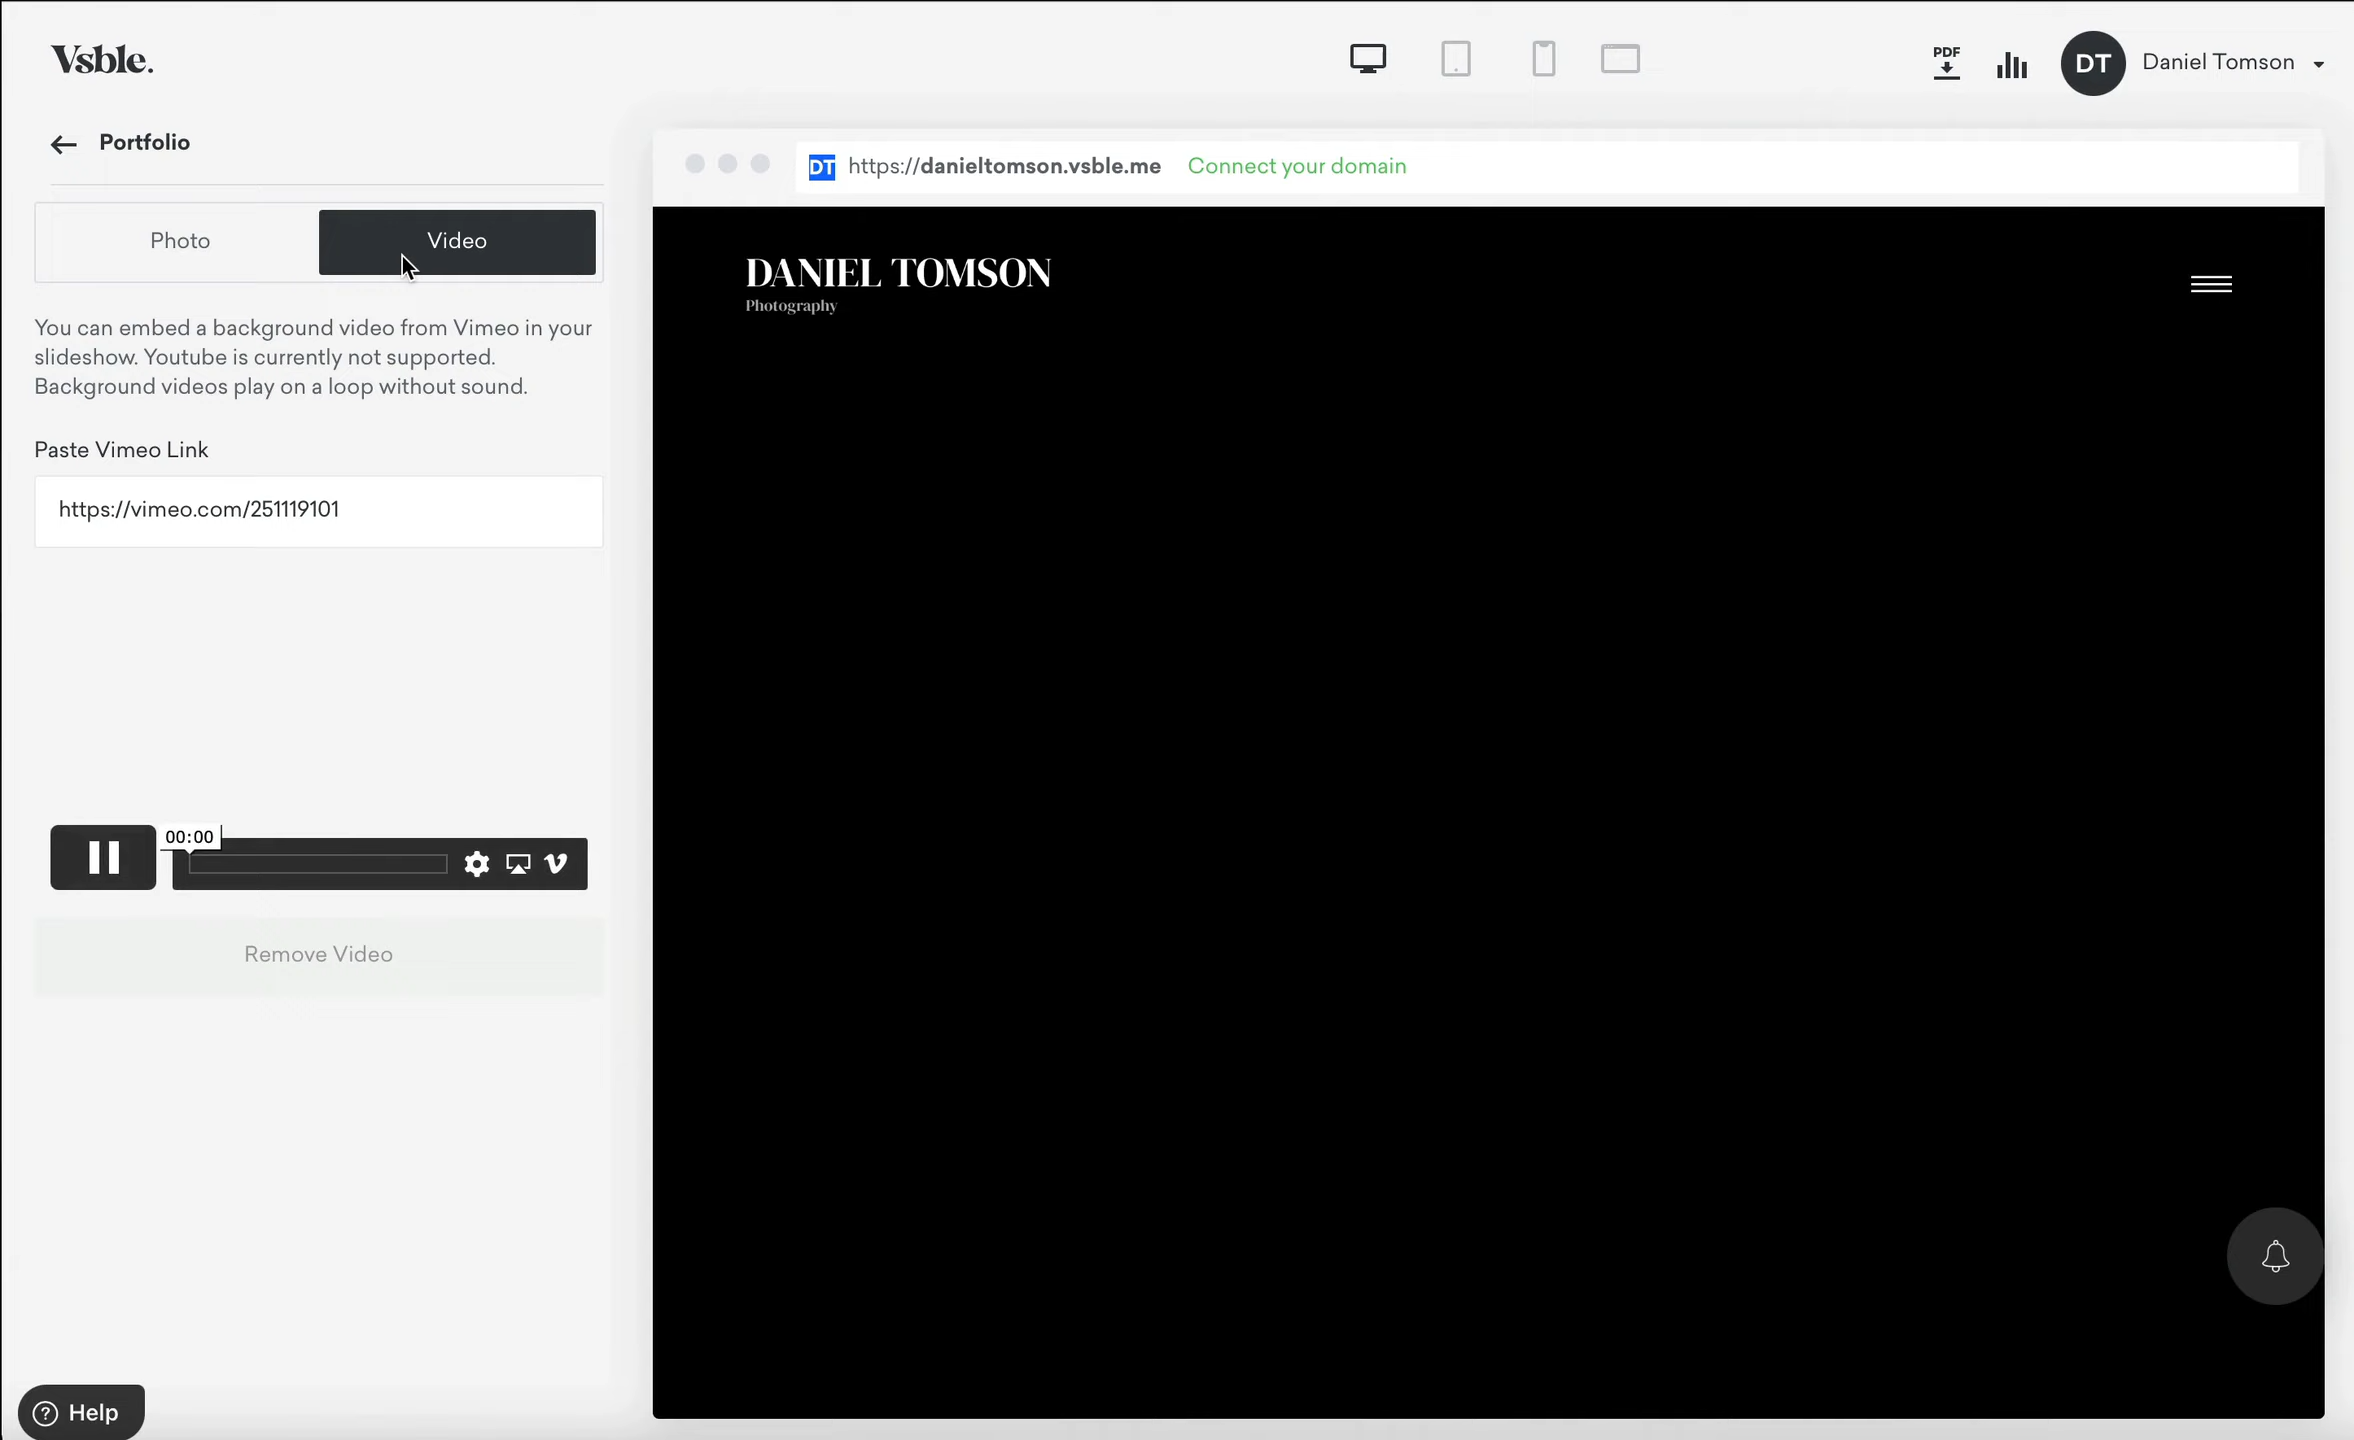 Vsble.
PDF
DT
Daniel Tomson
Portfolio
DT https://danieltomson.vsble.me Connect your domain
Photo
Video
DANIEL TOMSON
Photography
You can embed a background video from Vimeo in your
slideshow. Youtube is currently not supported.
Background videos play on a loop without sound.
Paste Vimeo Link
https://vimeo.com/251119101
00:00
Remove Video
? Help